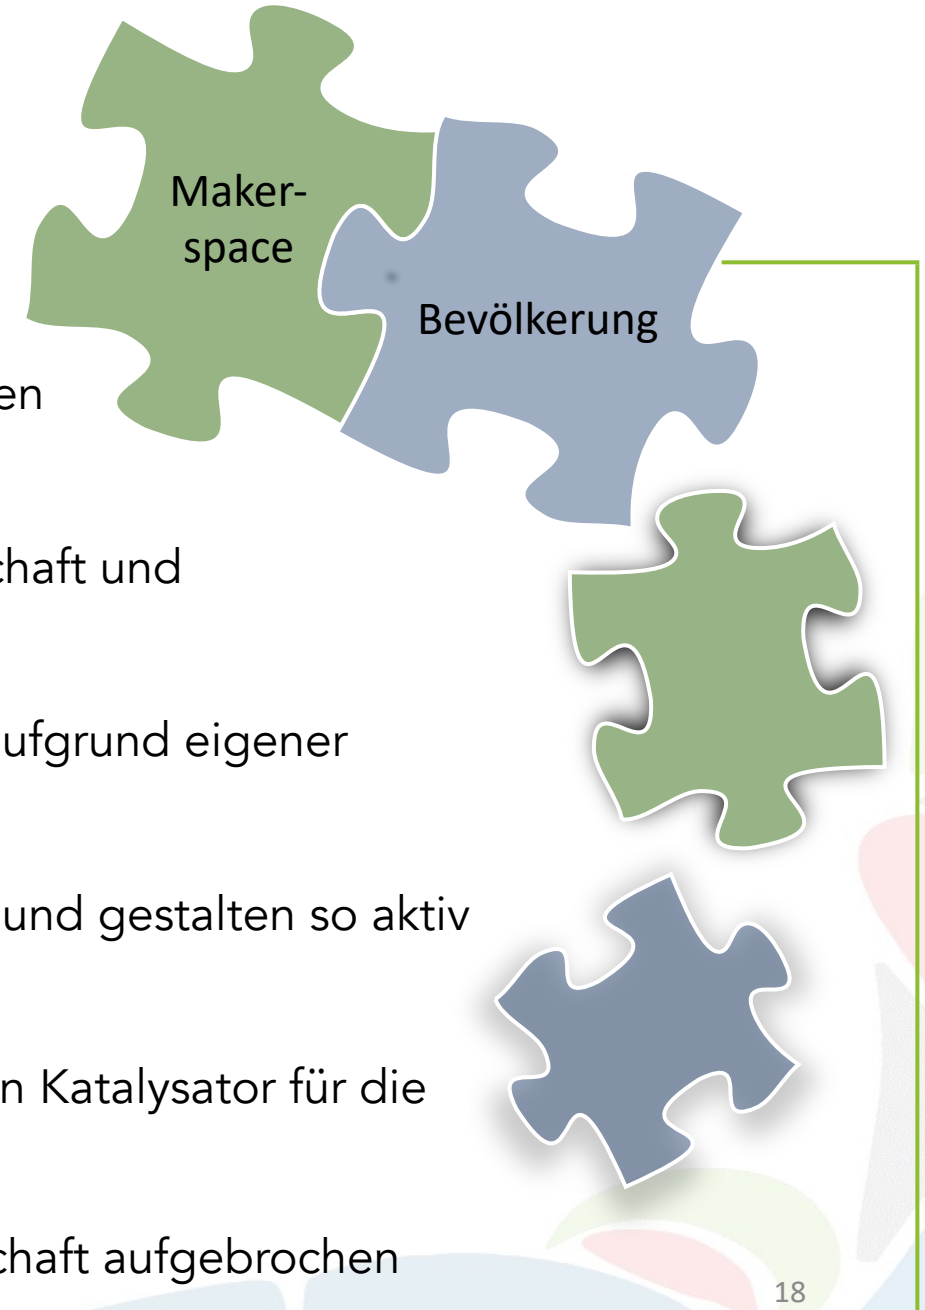 Maker-
space
Bevölkerung
en
chaft und
ufgrund eigener
und gestalten so aktiv
n Katalysator für die
chaft aufgebrochen
18